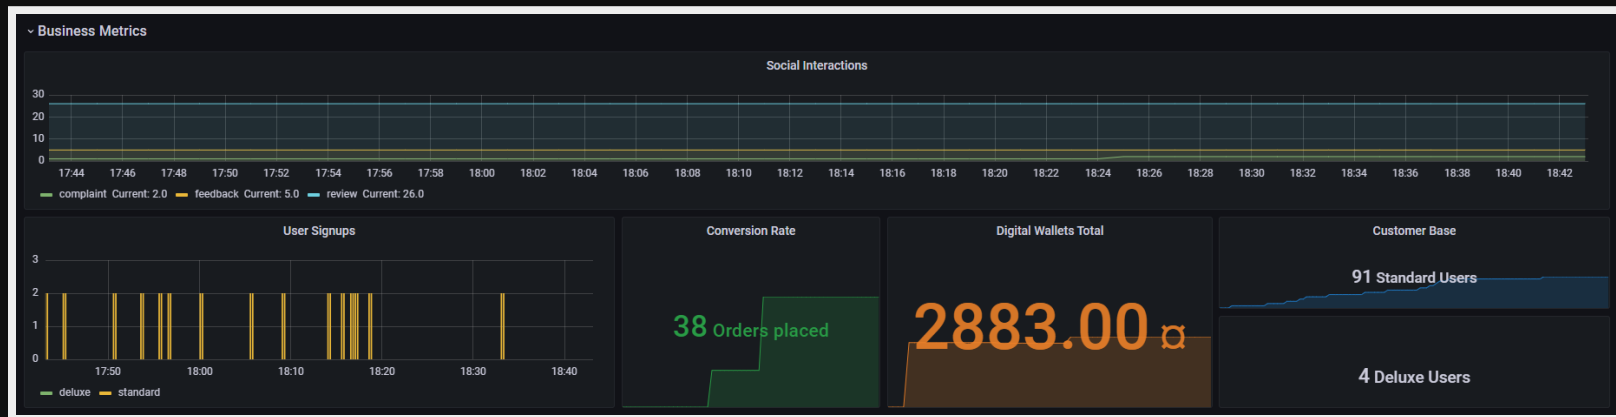 Business Metrics
Social Interactions
30
20
10
0
17:44 17:46 17:48 17:50 17:52 17:54 17:56 17:58 18:00 18:02 18:04 18:06 18:08 18:10 18:12 18:14 18:16 18:18 18:20 18:22 18:24 18:26 18:28 18:30 18:32 18:34 18:36 18:38 18:40 18:42
complaint Current: 2.0 feedback Current: 5.0 review Current: 26.0
User Signups
3
2
1
0
17:50 18:00 18:10 18:20 18:30 18:40
deluxe standard
Conversion Rate
38 Orders placed
Digital Wallets Total
2883.00 ¤
Customer Base
91 Standard Users
4 Deluxe Users